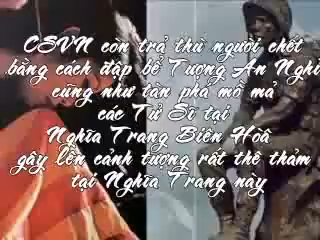 CSVN còn trả thù người chết
bằng cách đập bể Tượng An Nghỉ
cũng như tàn phá mồ mả
các Tử Sĩ tại
Nghĩa Trang Biên Hòa
gây lên cảnh tượng rất thê thảm
tại Nghĩa Trang này